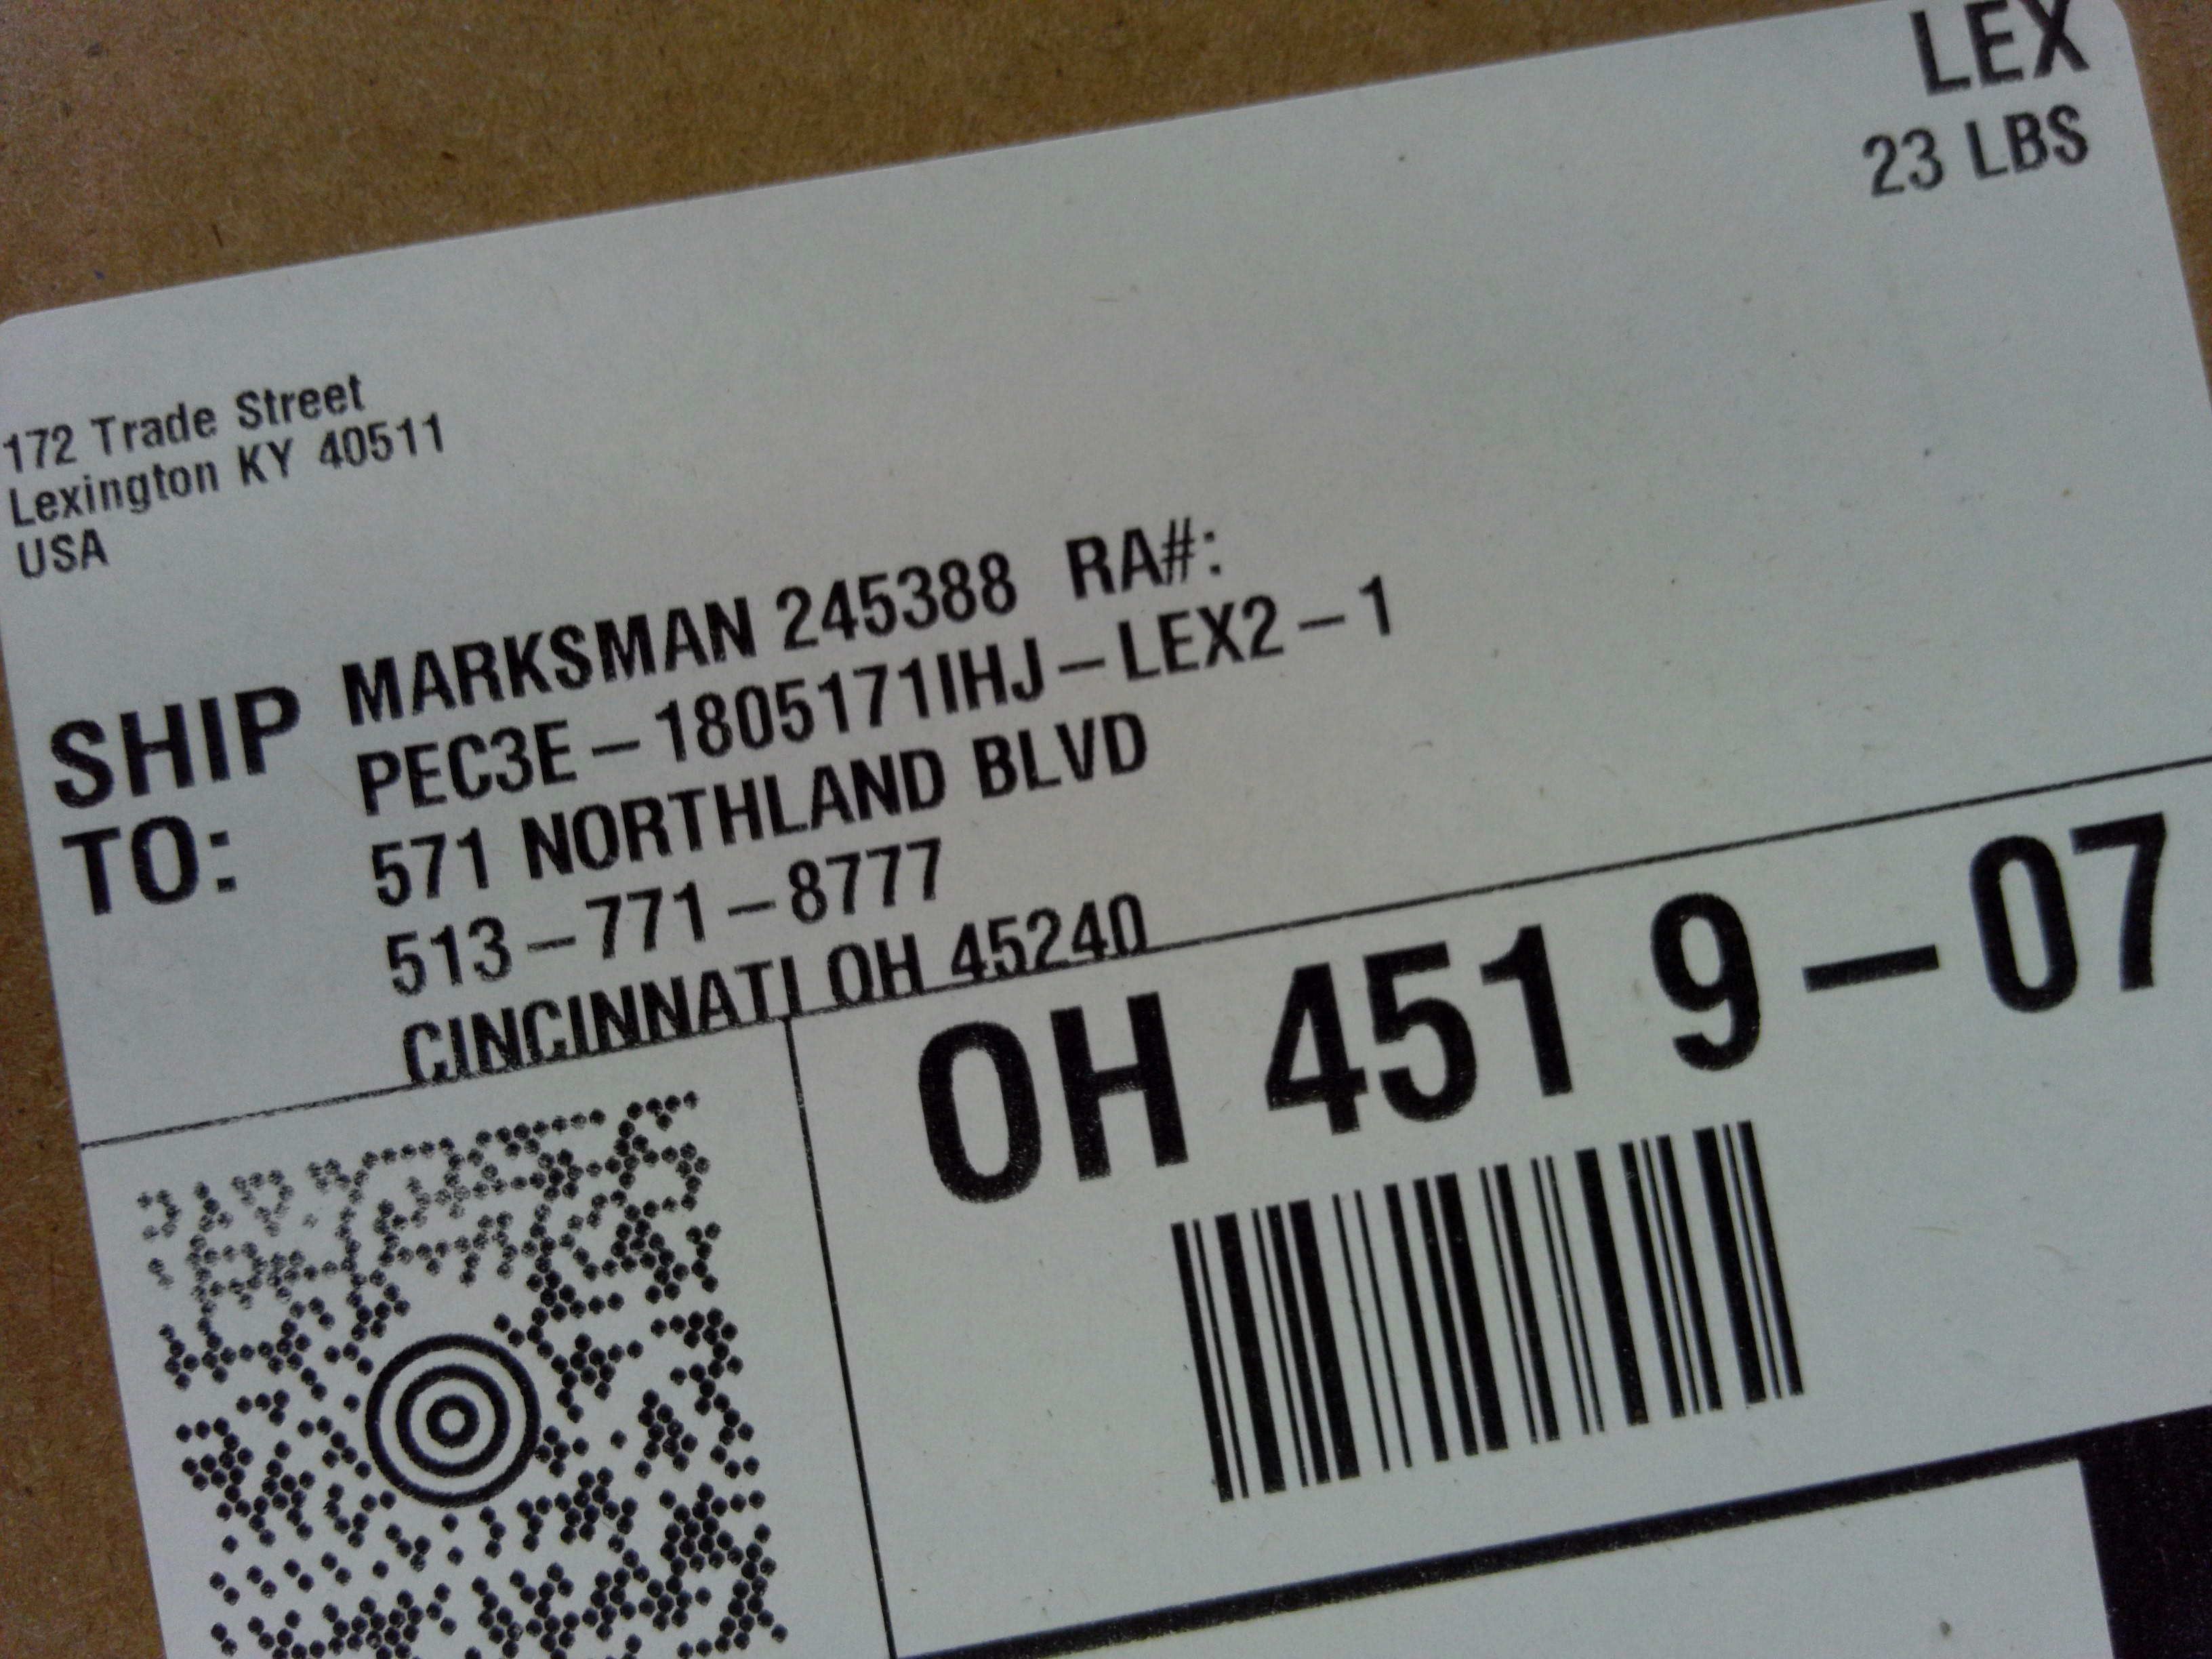 LEX
23 LBS
172 Trade Street
Lexington KY 40511
USA
SHIP TO:
MARKSMAN 245388 RA#:
PEC3E-1805171IHJ-LEX2-1
571 NORTHLAND BLVD
513-771-8777
CINCINNATI OH 45240
OH 451 9-07